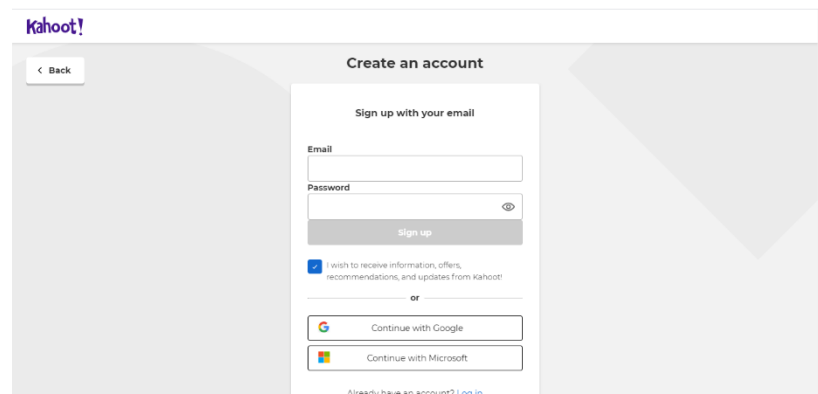 Kahoot!
< Back
Create an account
Sign up with your email
Email
Password
Sign up
I wish to receive information, offers,
recommendations, and updates from Kahoot!
or
Continue with Google
Continue with Microsoft
Already have an account? Log in